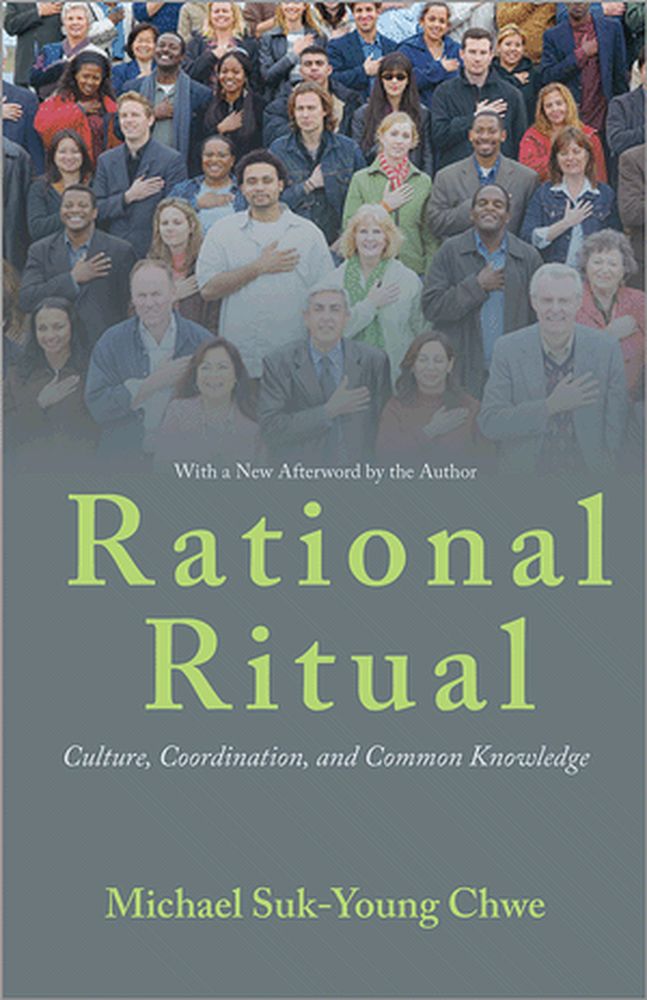 With a New Afterword by the Author
Rational
Ritual
Culture, Coordination, and Common Knowledge
Michael Suk-Young Chwe